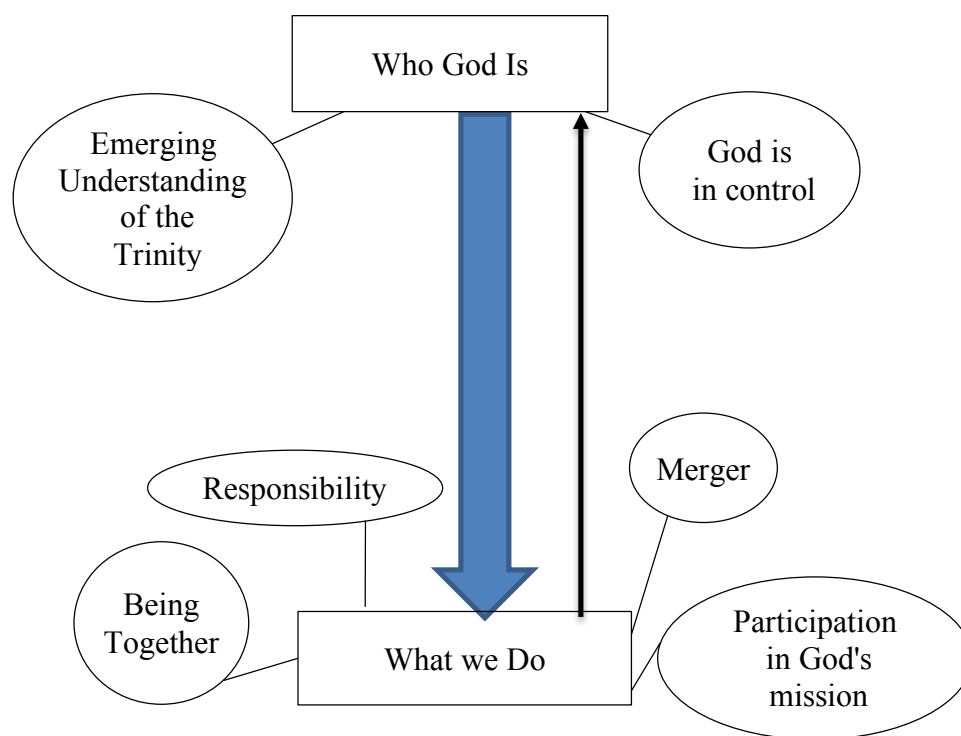 Who God Is
Emerging
Understanding
of the
Trinity
God is
in control
Responsibility
Merger
Being
Together
What we Do
Participation
in God's
mission